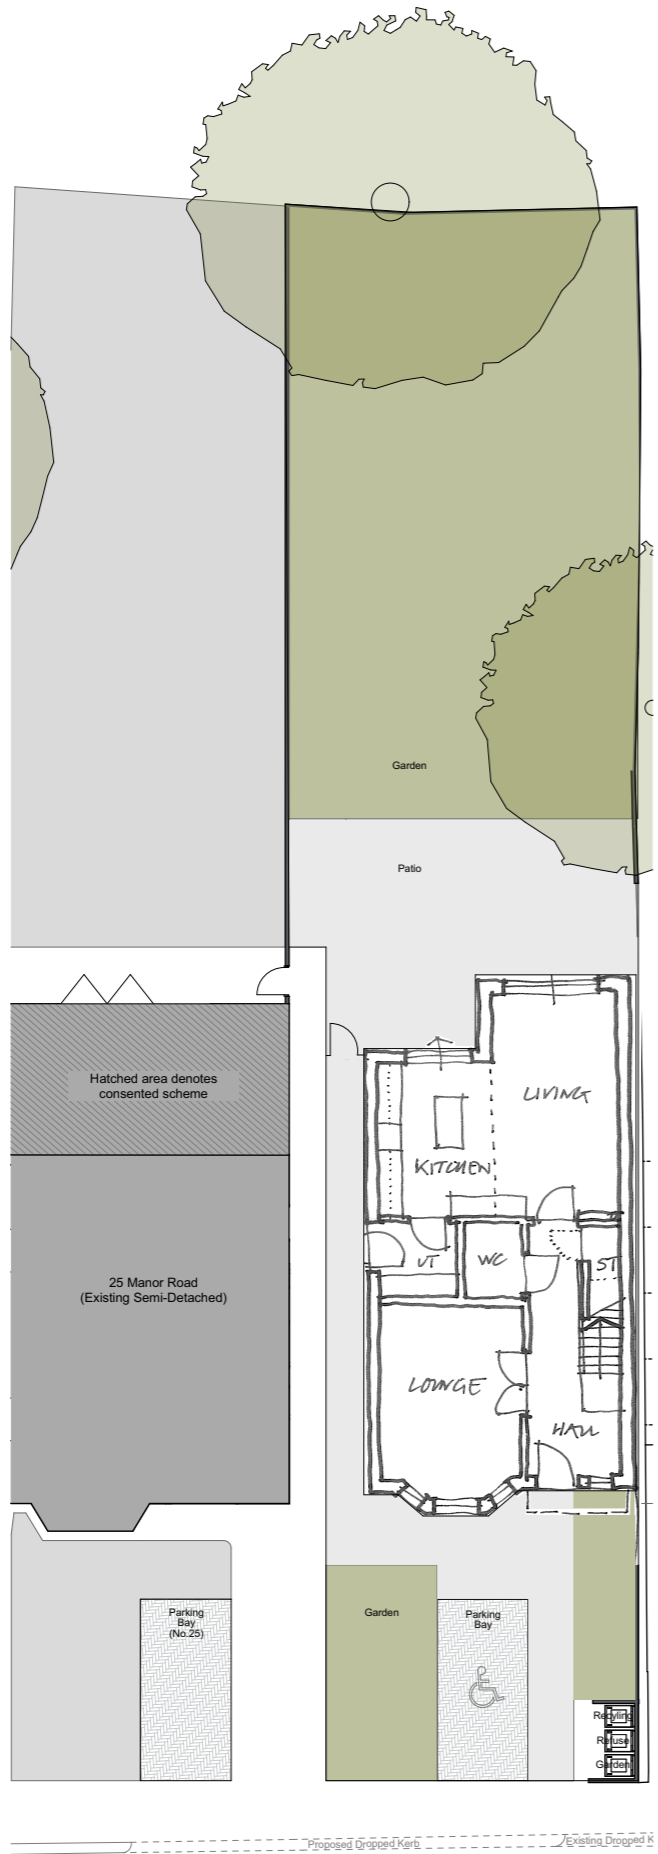 Garden
Patio
Hatched area denotes
consented scheme
LIVING
KITCHEN
UT
WC
ST
25 Manor Road
(Existing Semi-Detached)
LOUNGE
HALL
Parking
Bay
(No.25)
Garden
Parking
Bay
Recyling
Refuse
Garden
Proposed Dropped Kerb
Existing Dropped K